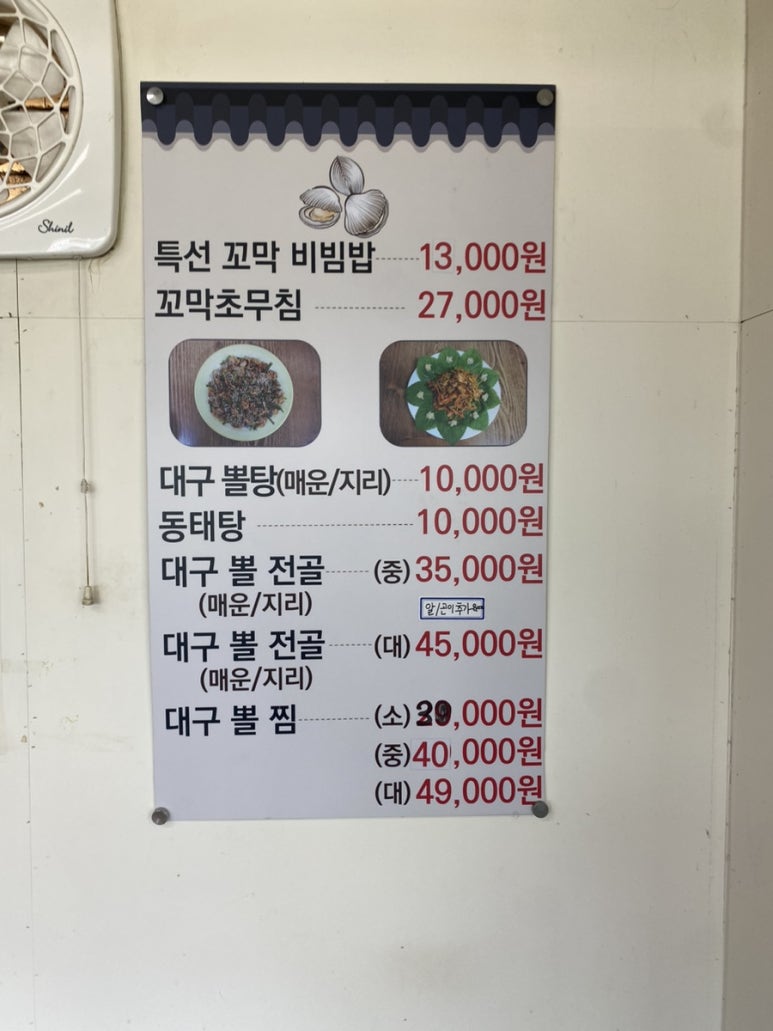 Shinil
특선 꼬막 비빔밥 13,000원
꼬막초무침 27,000원
대구 뽈탕(매운/지리) 10,000원
동태탕 10,000원
대구 뽈 전골 (중) 35,000원
(매운/지리)
알/곤이추가
대구 뽈 전골 (대) 45,000원
(매운/지리)
대구 뽈 찜 (소) 39,000원
(중) 40,000원
(대) 49,000원